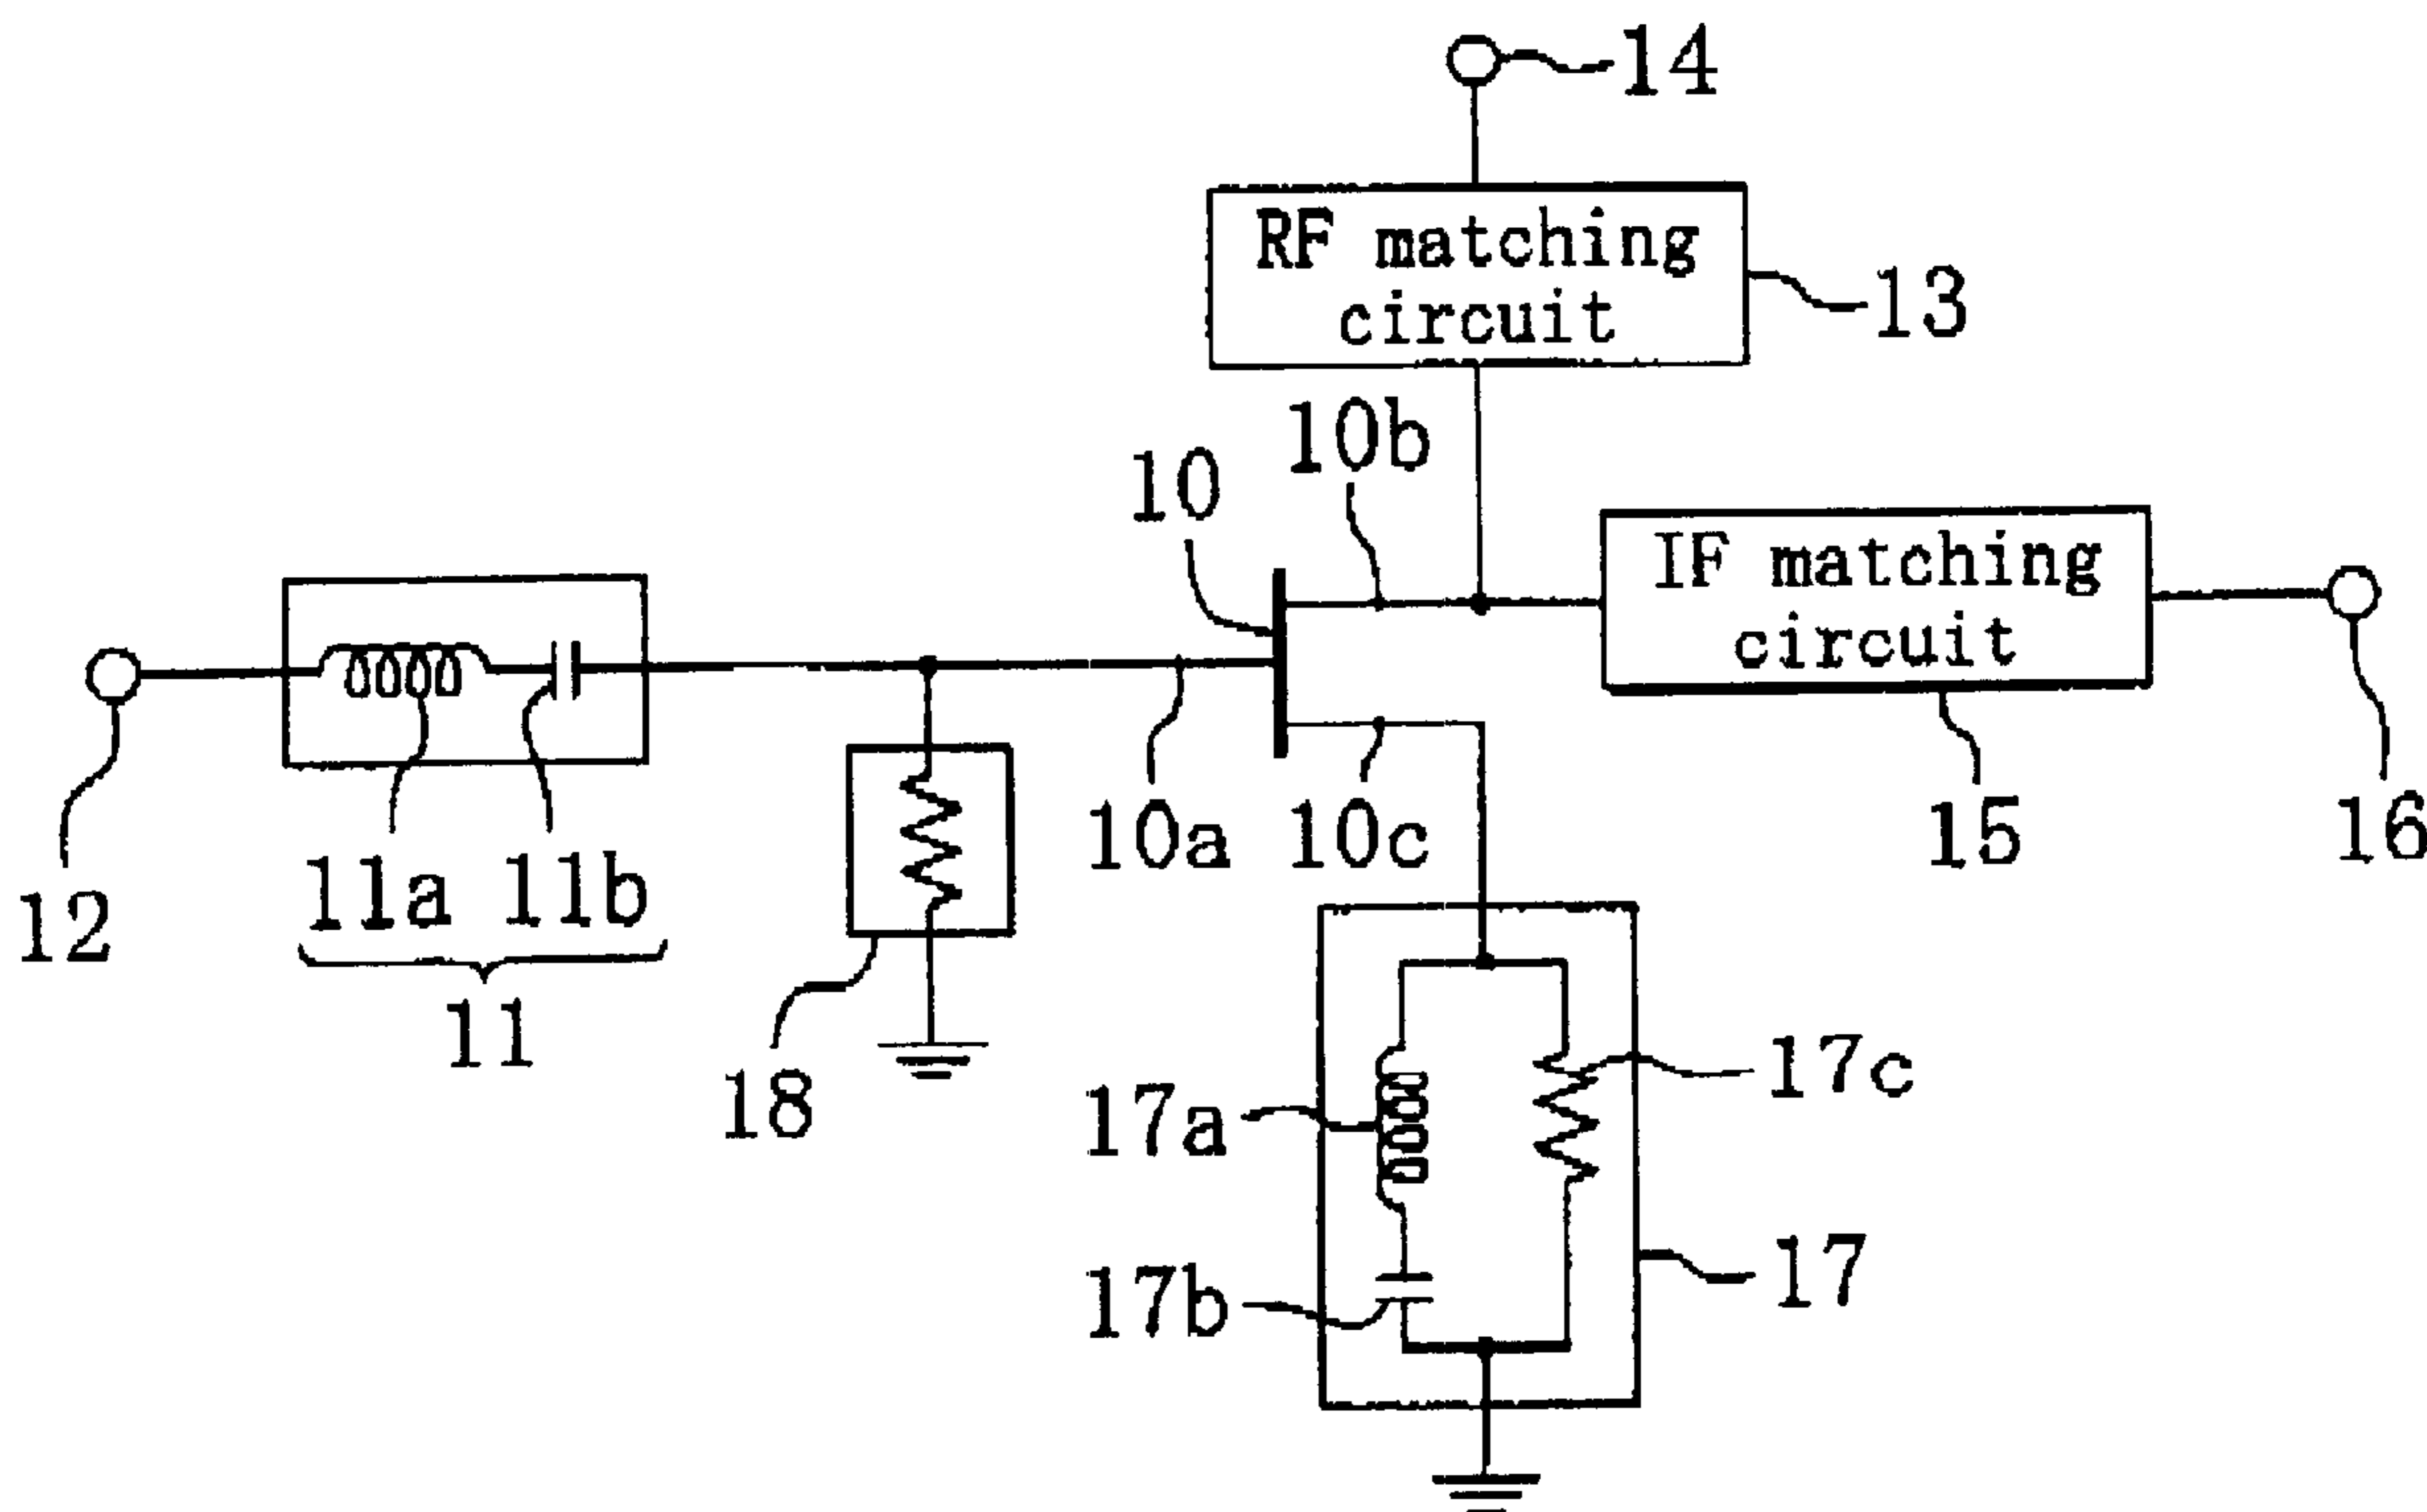 14
RF matching
circuit
13
10b
10
IF matching
circuit
12
11a 11b
11
18
10a
10c
15
16
17a
17c
17b
17